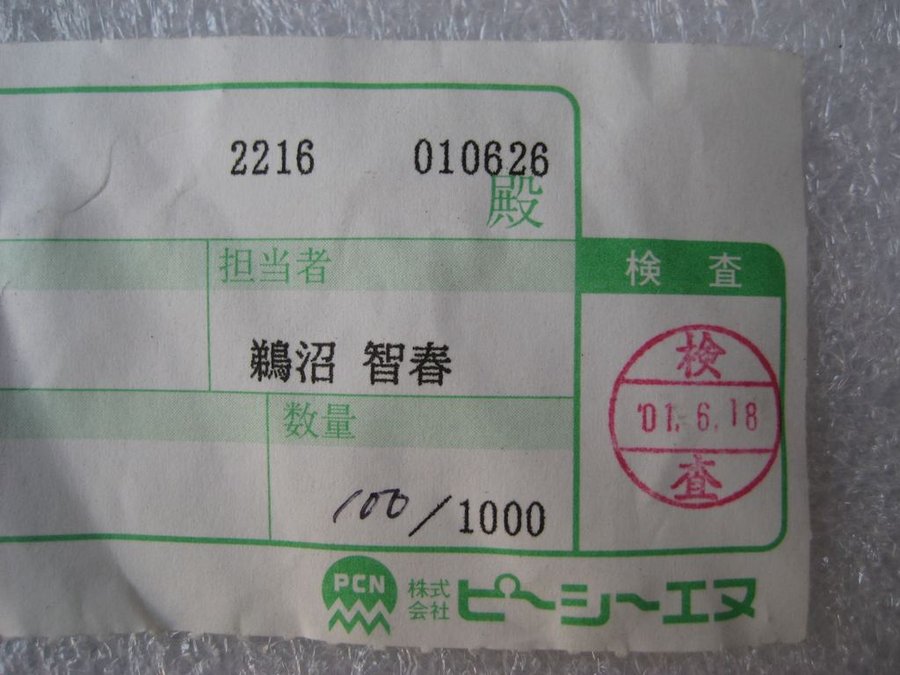 2216 010626
殿
担当者
検 査
鵜沼 智春
検
'01.6.18
査
数量
100/1000
PCN 株式会社 ピーシーエヌ